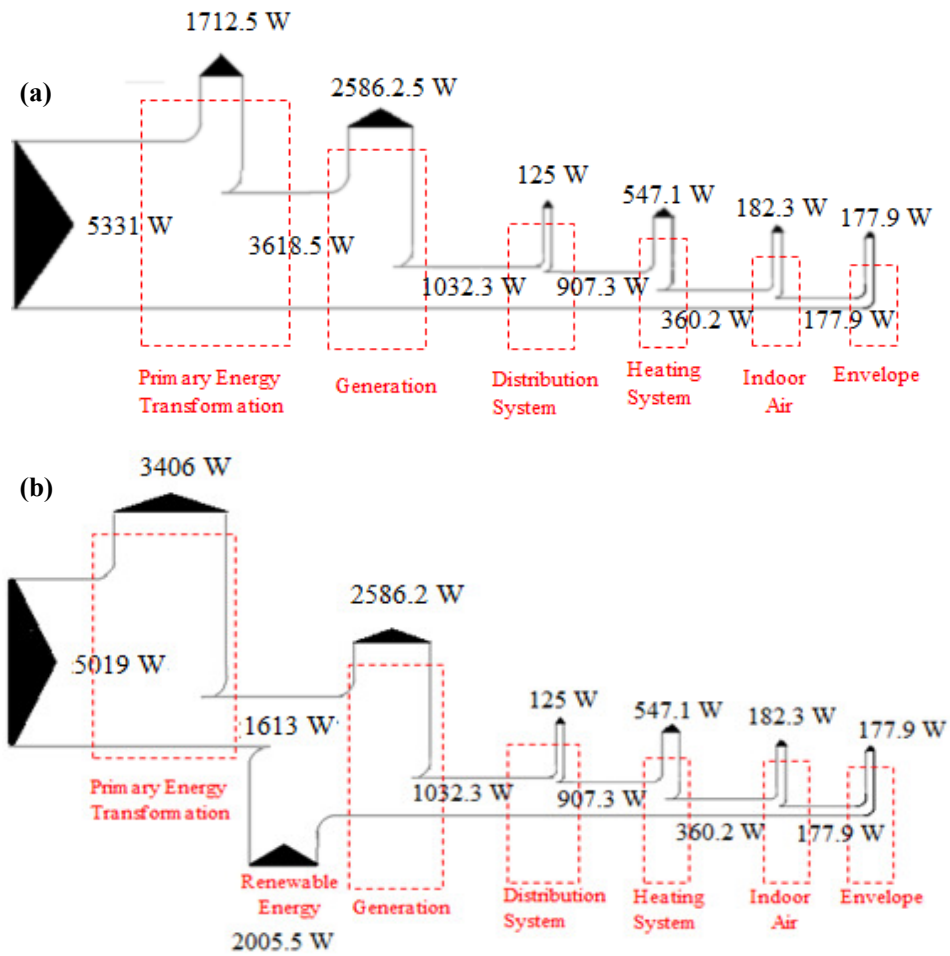 1712.5 W
(a)
2586.2.5 W
125 W
547.1 W
182.3 W
177.9 W
5331 W
3618.5 W
1032.3 W
907.3 W
360.2 W
177.9 W
Primary Energy
Transformation
Generation
Distribution
System
Heating
System
Indoor
Air
Envelope
3406 W
(b)
2586.2 W
5019 W
1613 W
125 W
547.1 W
182.3 W
177.9 W
1032.3 W
907.3 W
360.2 W
177.9 W
Primary Energy
Transformation
Renewable
Energy
2005.5 W
Generation
Distribution
System
Heating
System
Indoor
Air
Envelope